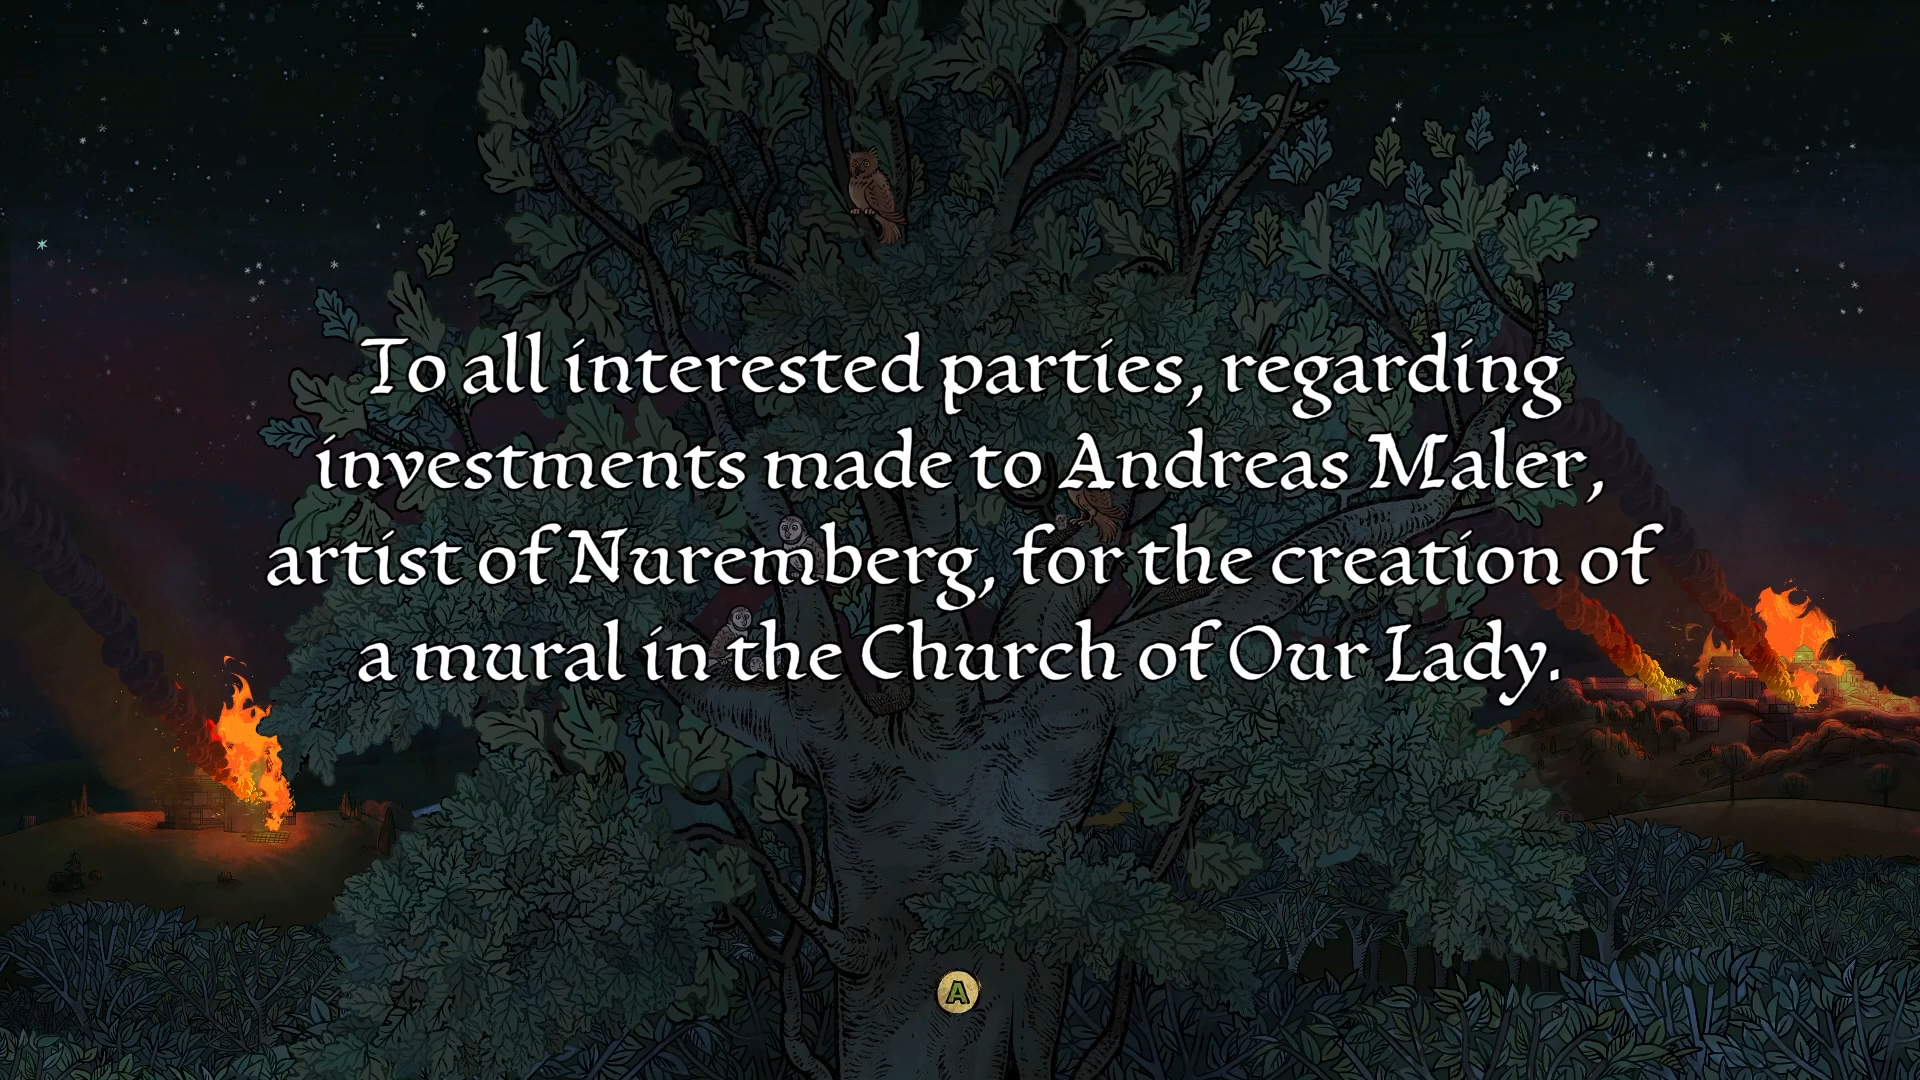 To all interested parties, regarding
investments made to Andreas Maler,
artist of Nuremberg, for the creation of
a mural in the Church of Our Lady.
A